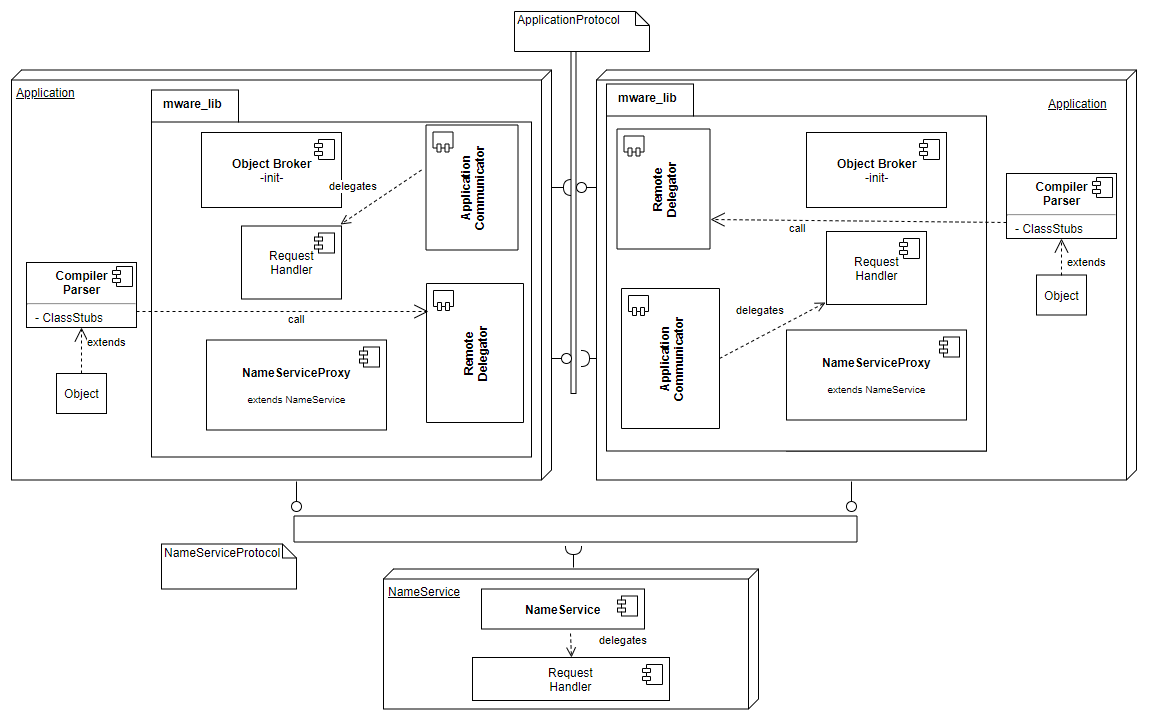 ApplicationProtocol
Application
mware_lib
Object Broker
-init-
delegates
Application
Communicator
Request
Handler
Compiler
Parser
- ClassStubs
call
extends
Object
Remote
Delegator
NameServiceProxy
extends NameService
mware_lib
Application
Remote
Delegator
Object Broker
-init-
Compiler
Parser
- ClassStubs
call
extends
Object
Request
Handler
delegates
Application
Communicator
NameServiceProxy
extends NameService
NameServiceProtocol
NameService
NameService
delegates
Request
Handler